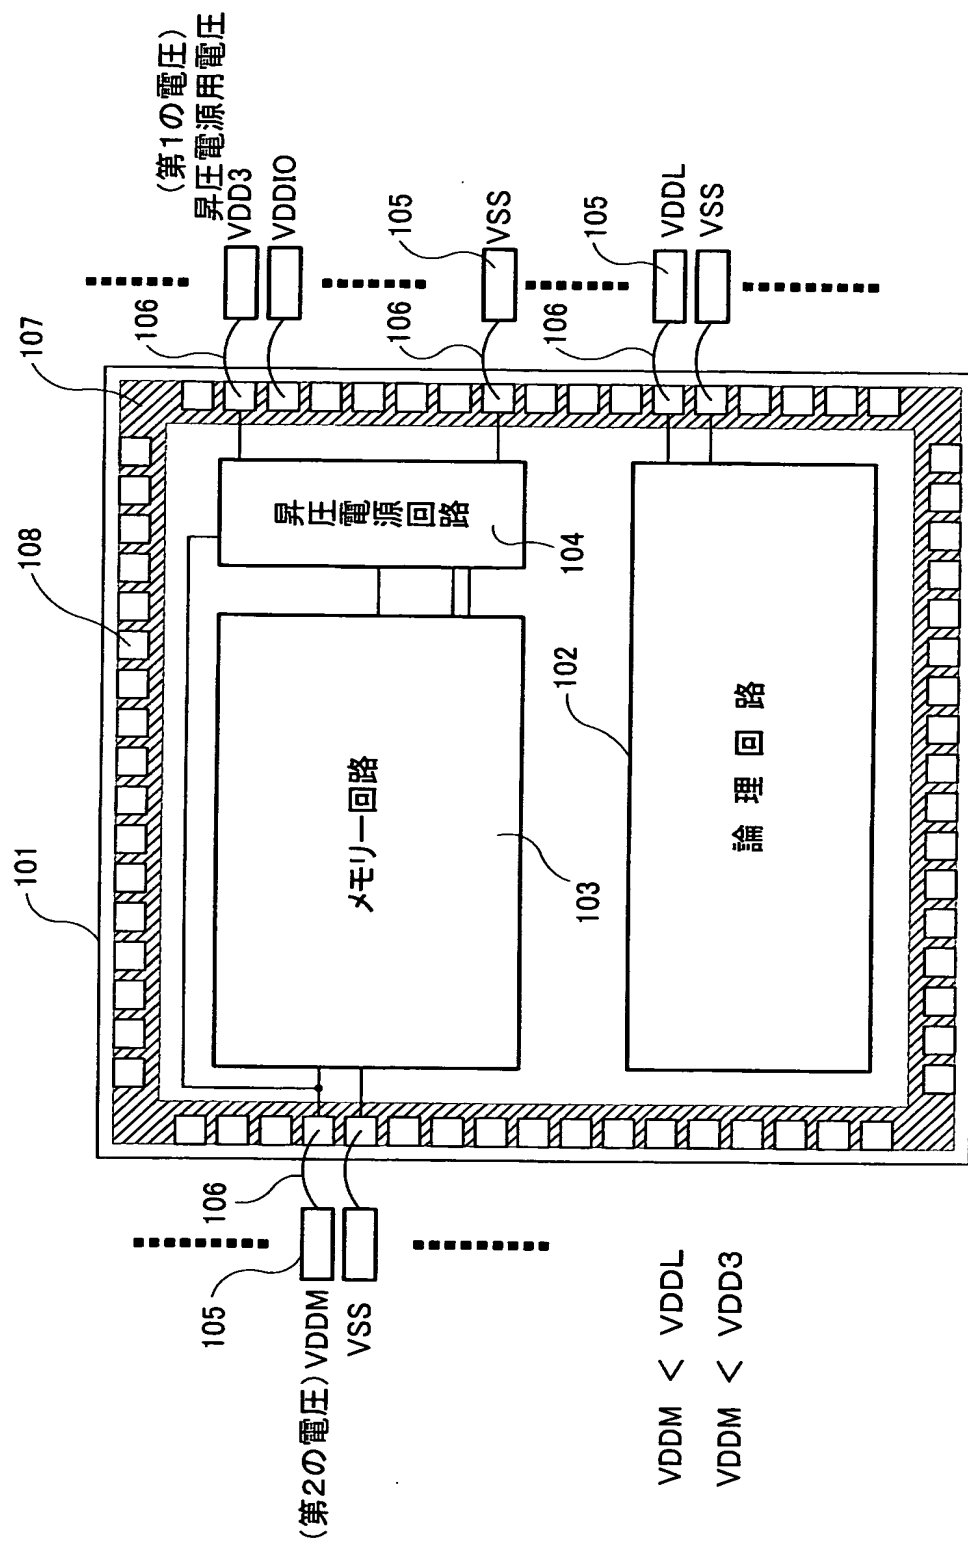 101
108
107
106
(第1の電圧)
昇圧電源用電圧
VDD3
VDDIO
105
106
VSS
105
106
VDDL
VSS
昇圧電源回路
104
メモリー回路
103
102
論理回路
106
105
(第2の電圧) VDDM
VSS
VDDM < VDDL
VDDM < VDD3